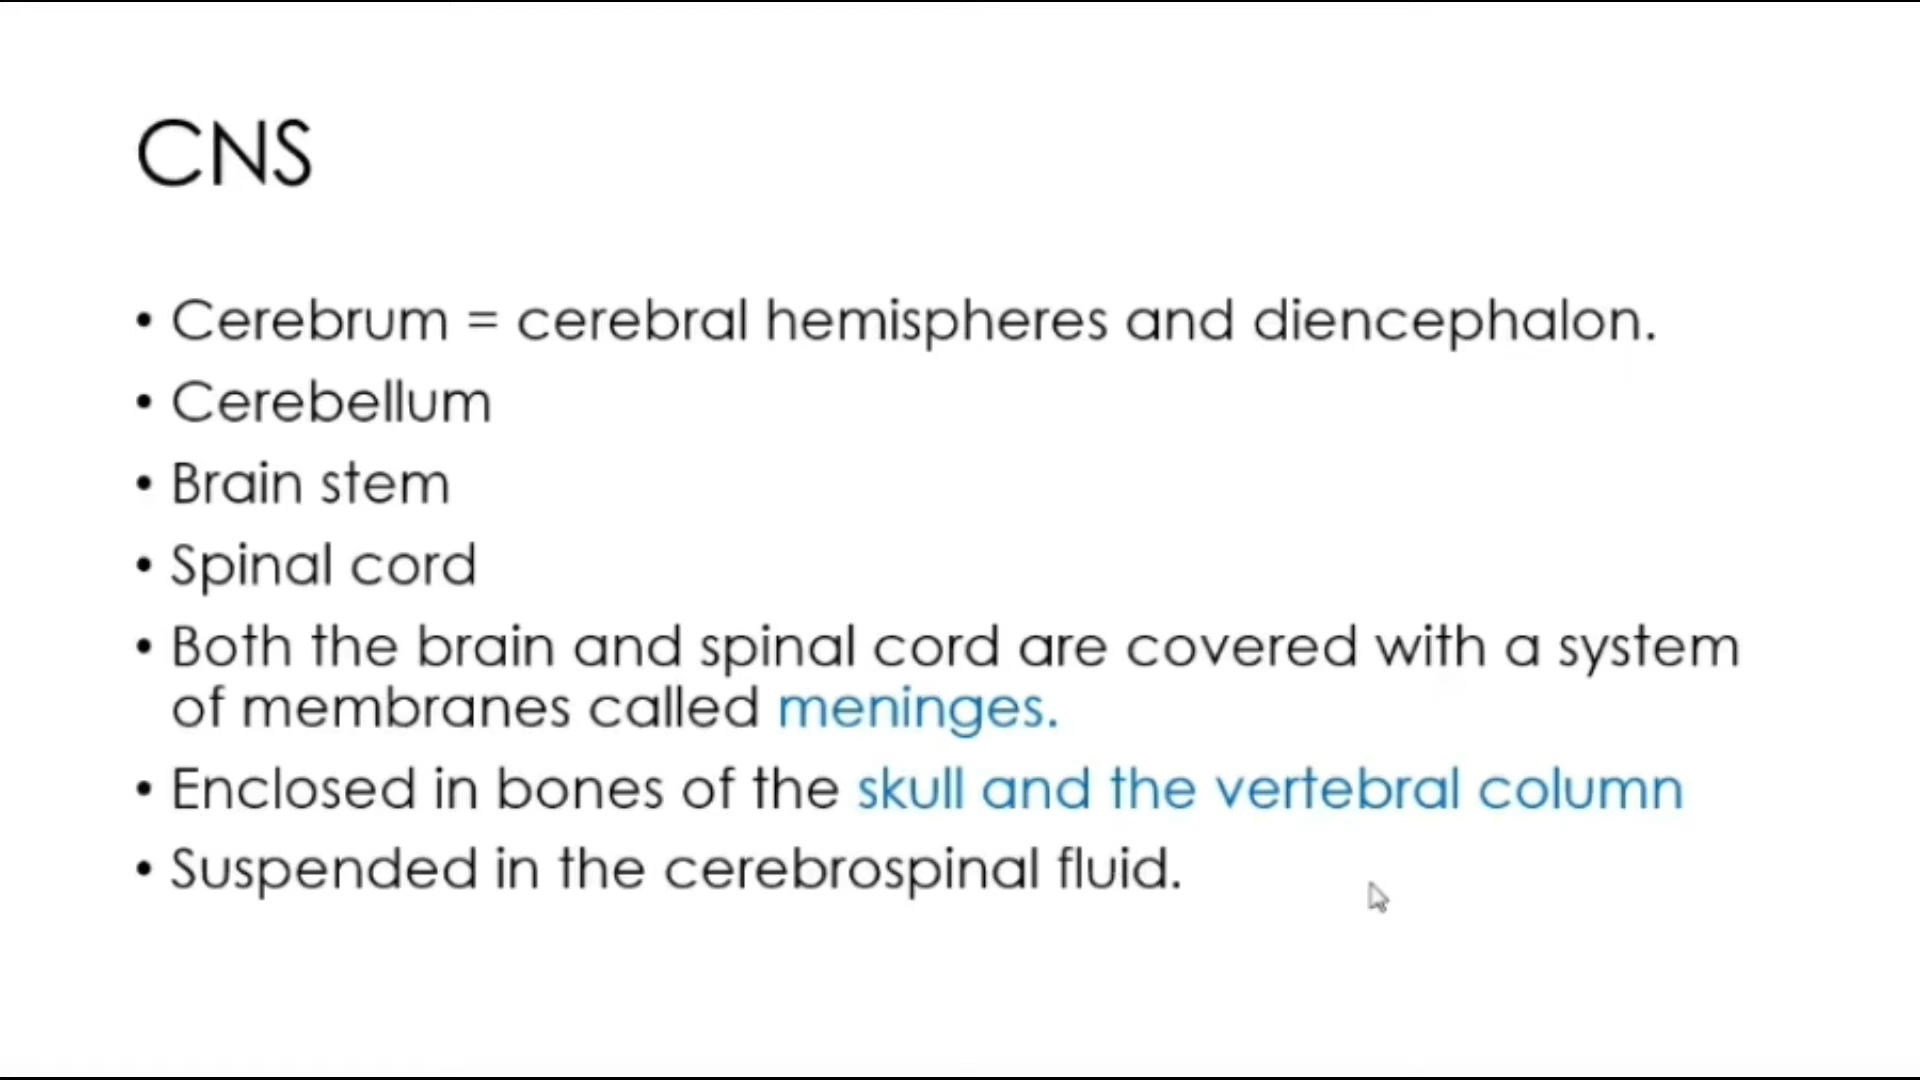 CNS
• Cerebrum = cerebral hemispheres and diencephalon.
• Cerebellum
• Brain stem
• Spinal cord
• Both the brain and spinal cord are covered with a system
of membranes called meninges.
• Enclosed in bones of the skull and the vertebral column
• Suspended in the cerebrospinal fluid.